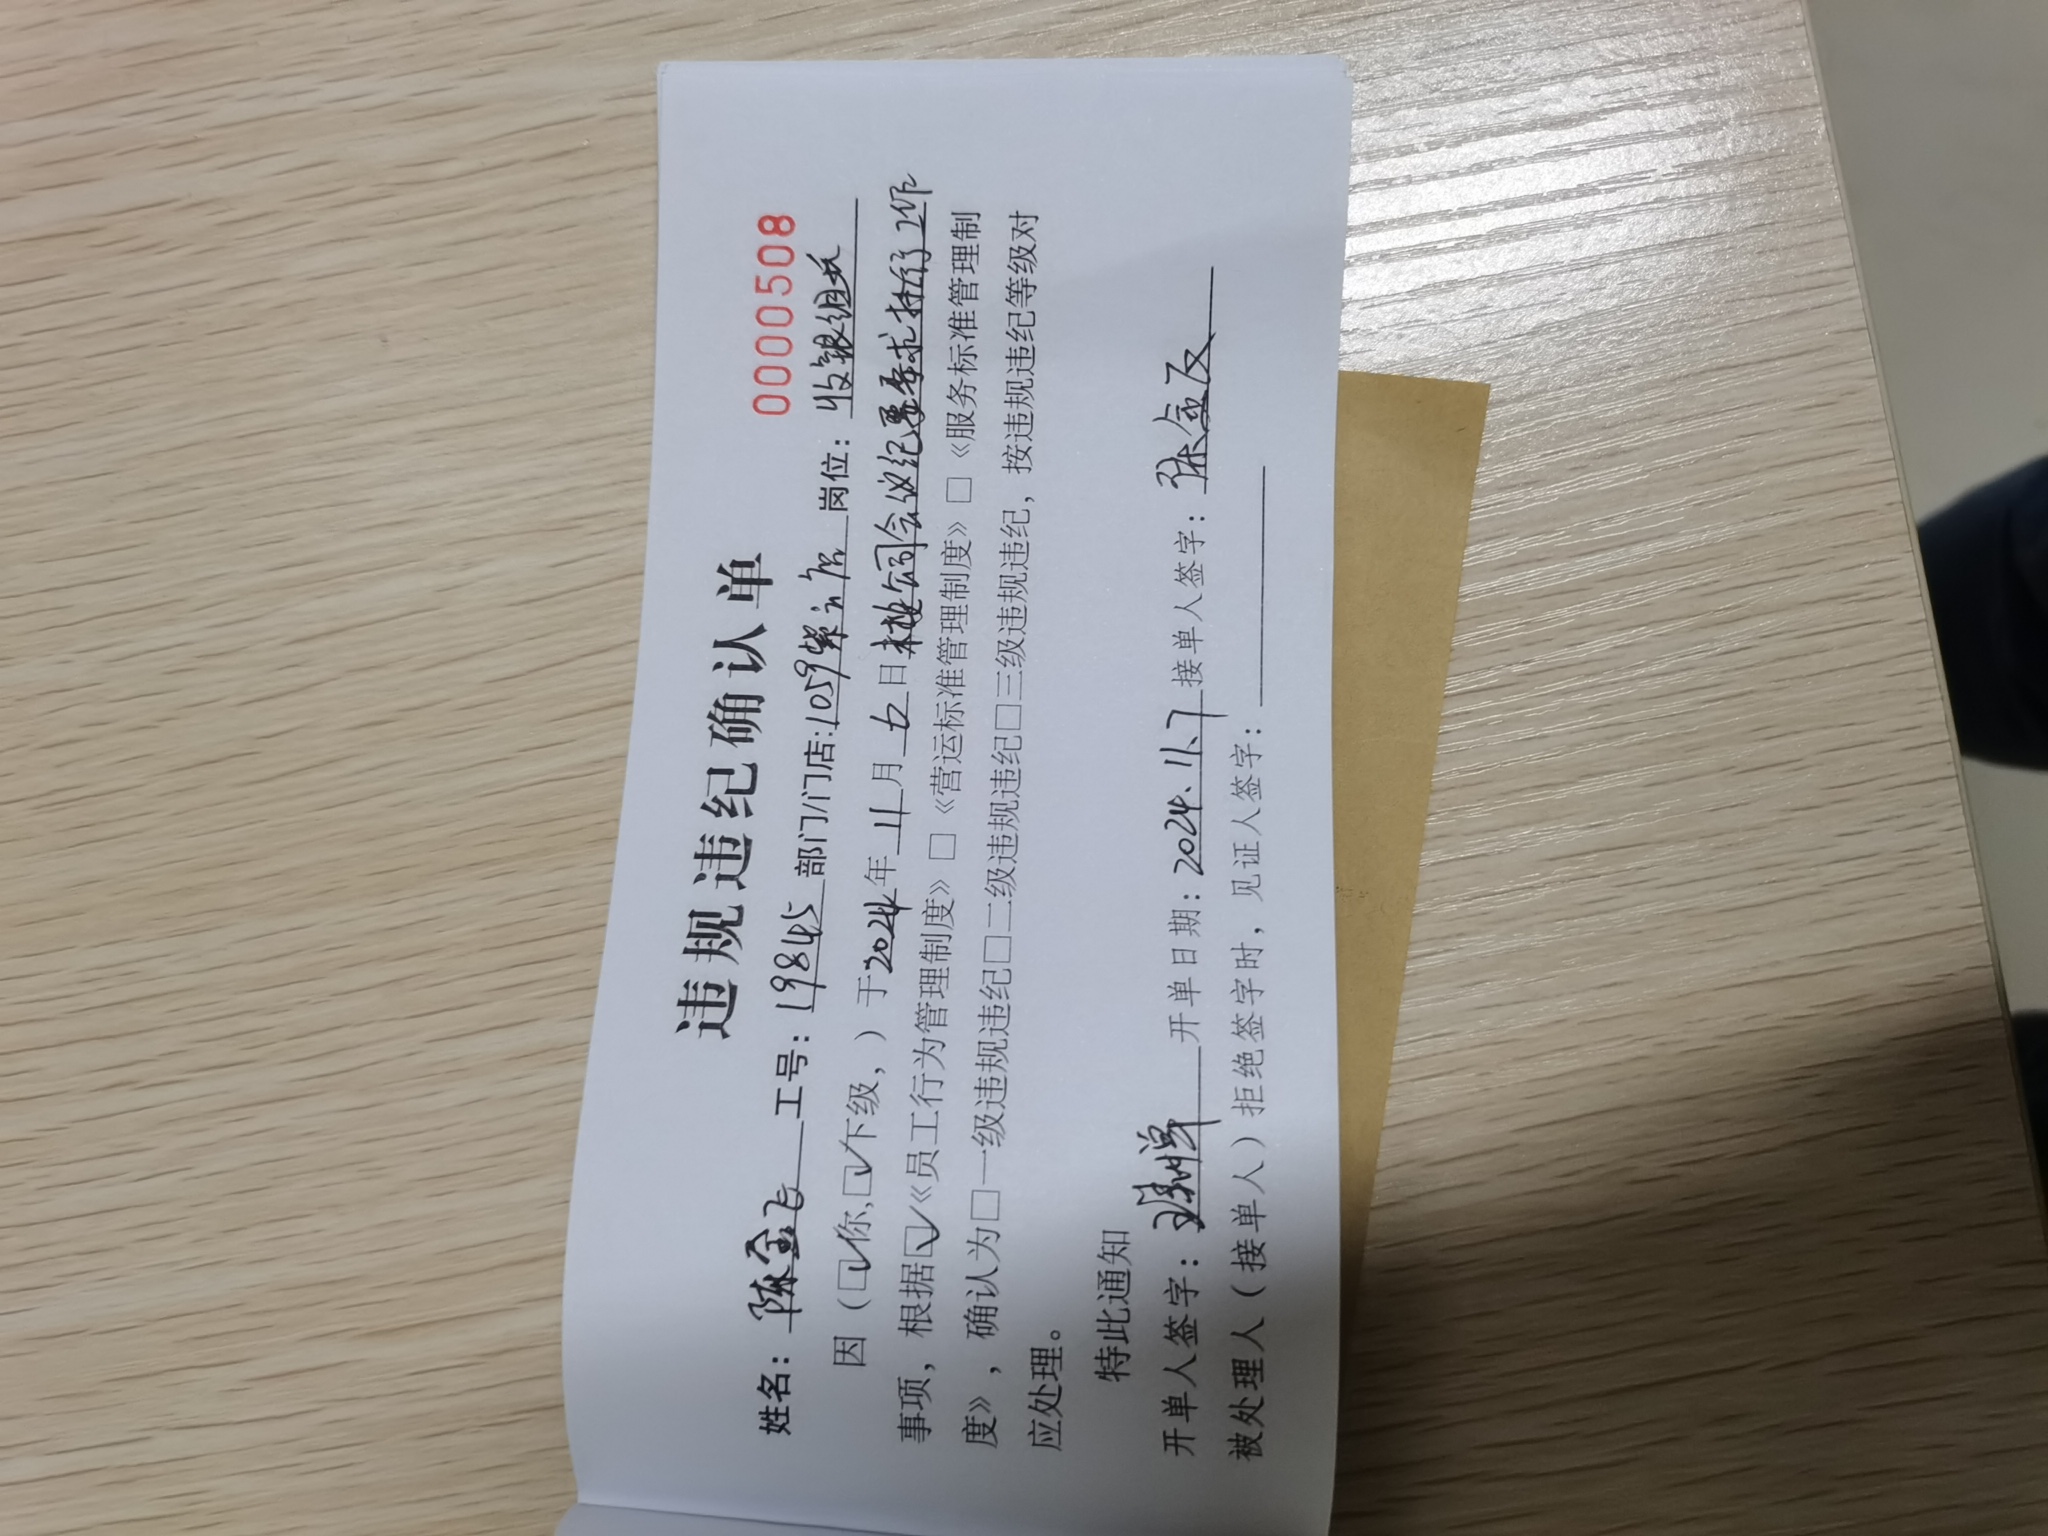 违规违纪确认单
0000508
姓名：陈金飞 工号：198445 部门/门店:1059紫云店 岗位：收银组长
因（☑你,☑下级，）于2024年11月6日未按公司会议纪要要求执行工作
事项，根据☑《员工行为管理制度》□《营运标准管理制度》□《服务标准管理制
度》，确认为□一级违规违纪□二级违规违纪□三级违规违纪，按违规违纪等级对
应处理。
特此通知
开单人签字： 开单日期：2024.11.7 接单人签字：
被处理人（接单人）拒绝签字时，见证人签字：